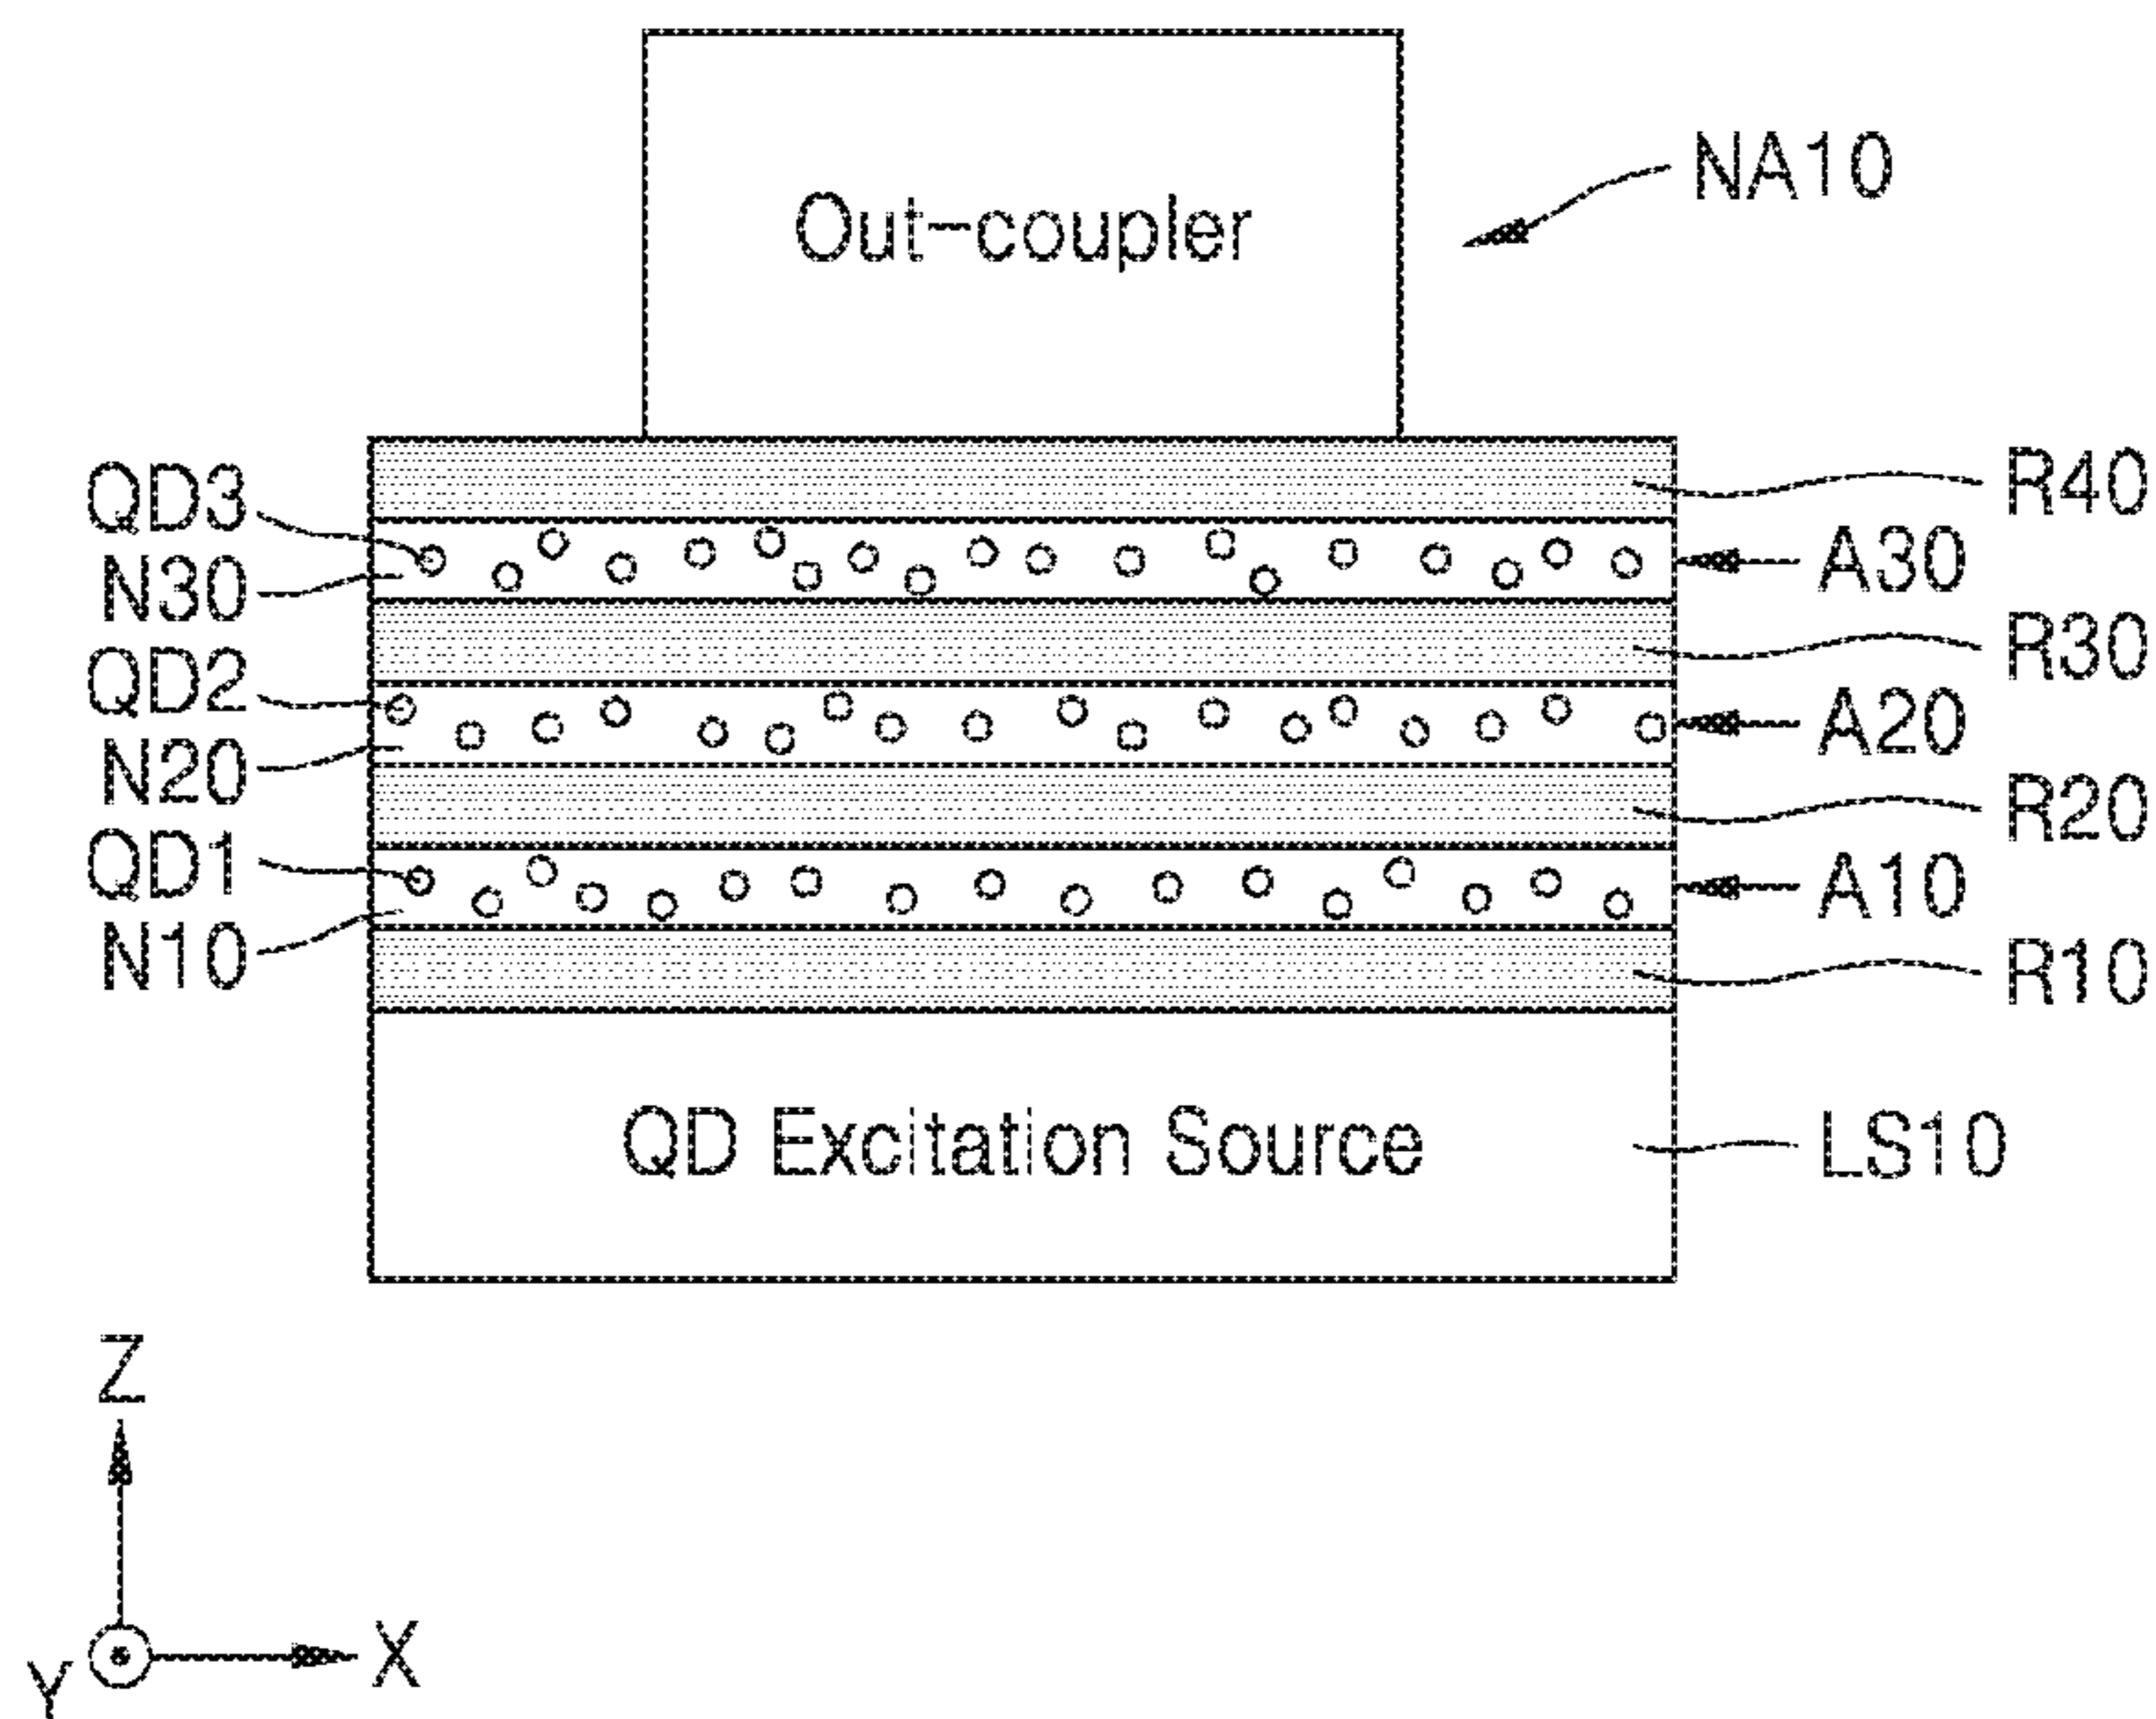 NA10
Out-coupler
QD3
R40
N30
A30
QD2
R30
N20
A20
QD1
R20
N10
A10
R10
QD Excitation Source
LS10
Z
Y
X